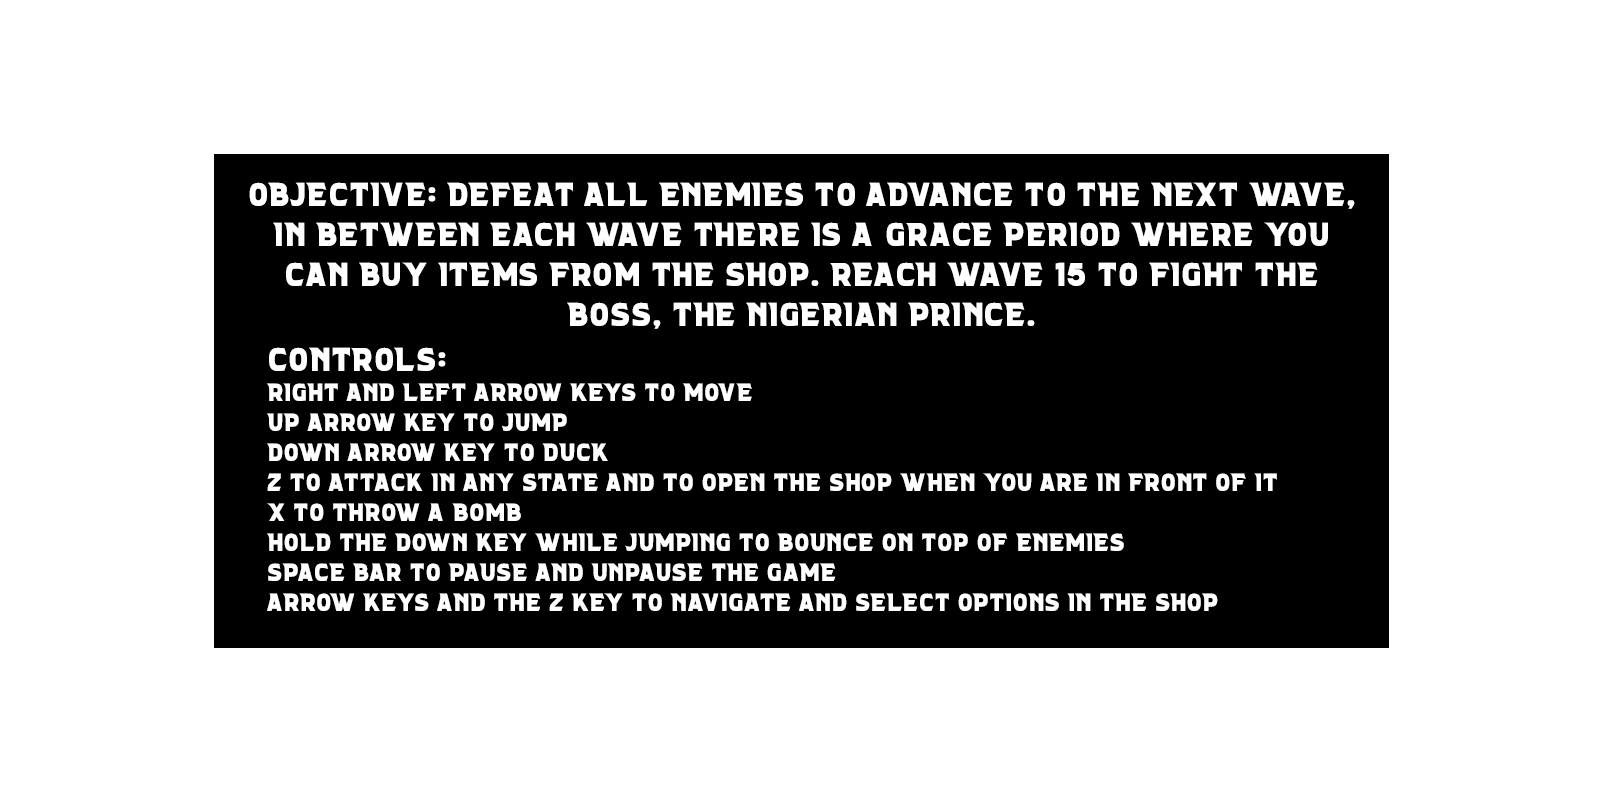 OBJECTIVE: DEFEAT ALL ENEMIES TO ADVANCE TO THE NEXT WAVE,
IN BETWEEN EACH WAVE THERE IS A GRACE PERIOD WHERE YOU
CAN BUY ITEMS FROM THE SHOP. REACH WAVE 15 TO FIGHT THE
BOSS, THE NIGERIAN PRINCE.
CONTROLS:
RIGHT AND LEFT ARROW KEYS TO MOVE
UP ARROW KEY TO JUMP
DOWN ARROW KEY TO DUCK
Z TO ATTACK IN ANY STATE AND TO OPEN THE SHOP WHEN YOU ARE IN FRONT OF IT
X TO THROW A BOMB
HOLD THE DOWN KEY WHILE JUMPING TO BOUNCE ON TOP OF ENEMIES
SPACE BAR TO PAUSE AND UNPAUSE THE GAME
ARROW KEYS AND THE Z KEY TO NAVIGATE AND SELECT OPTIONS IN THE SHOP